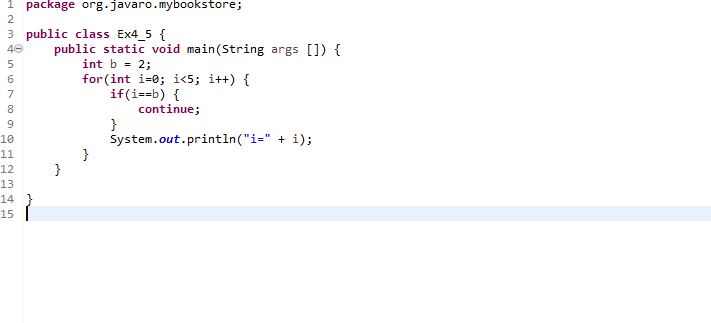 1 package org.javaro.mybookstore;
2
3 public class Ex4_5 {
4 public static void main(String args []) {
5 int b = 2;
6 for(int i=0; i<5; i++) {
7 if(i==b) {
8 continue;
9 }
10 System.out.println("i=" + i);
11 }
12 }
13
14 }
15